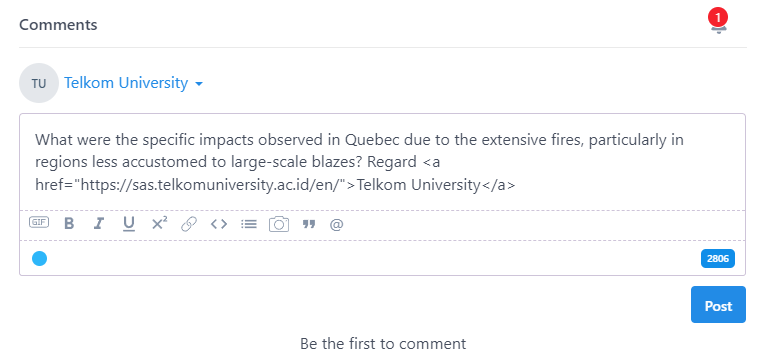 Comments
1
TU
Telkom University
What were the specific impacts observed in Quebec due to the extensive fires, particularly in
regions less accustomed to large-scale blazes? Regard <a
href="https://sas.telkomuniversity.ac.id/en/">Telkom University</a>
GIF B I U X² <> @
2806
Post
Be the first to comment